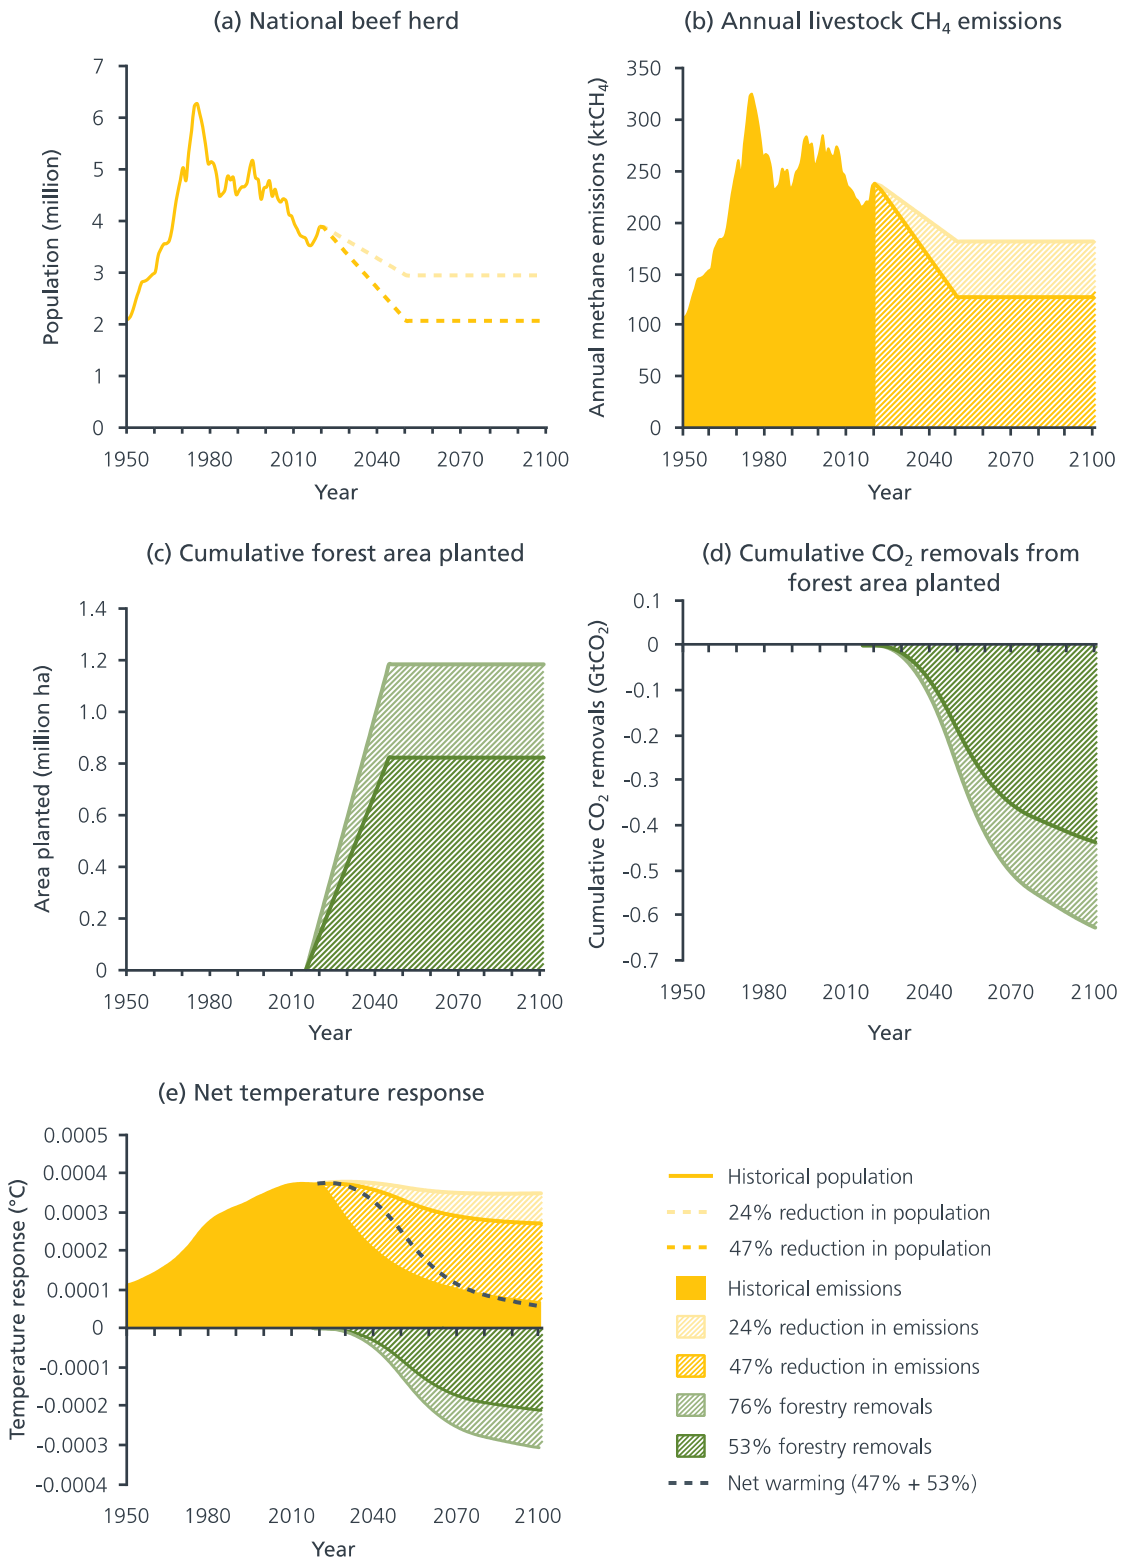 (a) National beef herd
Population (million)
7
6
5
4
3
2
1
0
1950 1980 2010 2040 2070 2100
Year
(b) Annual livestock CH₄ emissions
Annual methane emissions (ktCH₄)
350
300
250
200
150
100
50
0
1950 1980 2010 2040 2070 2100
Year
(c) Cumulative forest area planted
Area planted (million ha)
1.4
1.2
1.0
0.8
0.6
0.4
0.2
0
1950 1980 2010 2040 2070 2100
Year
(d) Cumulative CO₂ removals from
forest area planted
Cumulative CO₂ removals (GtCO₂)
0.1
0
-0.1
-0.2
-0.3
-0.4
-0.5
-0.6
-0.7
1950 1980 2010 2040 2070 2100
Year
(e) Net temperature response
Temperature response (°C)
0.0005
0.0004
0.0003
0.0002
0.0001
0
-0.0001
-0.0002
-0.0003
-0.0004
1950 1980 2010 2040 2070 2100
Year
Historical population
24% reduction in population
47% reduction in population
Historical emissions
24% reduction in emissions
47% reduction in emissions
76% forestry removals
53% forestry removals
Net warming (47% + 53%)